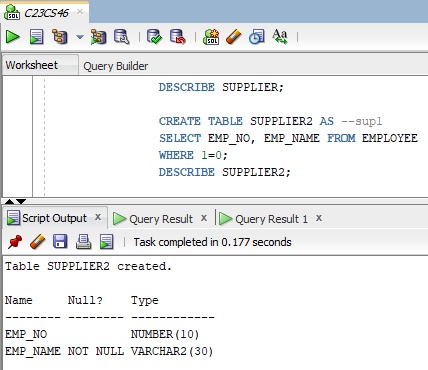 C23CS46
Worksheet Query Builder
DESCRIBE SUPPLIER;
CREATE TABLE SUPPLIER2 AS --sup1
SELECT EMP_NO, EMP_NAME FROM EMPLOYEE
WHERE 1=0;
DESCRIBE SUPPLIER2;
Script Output x Query Result x Query Result 1 x
Task completed in 0.177 seconds
Table SUPPLIER2 created.
Name Null? Type
-------- -------- ------------
EMP_NO NUMBER(10)
EMP_NAME NOT NULL VARCHAR2(30)